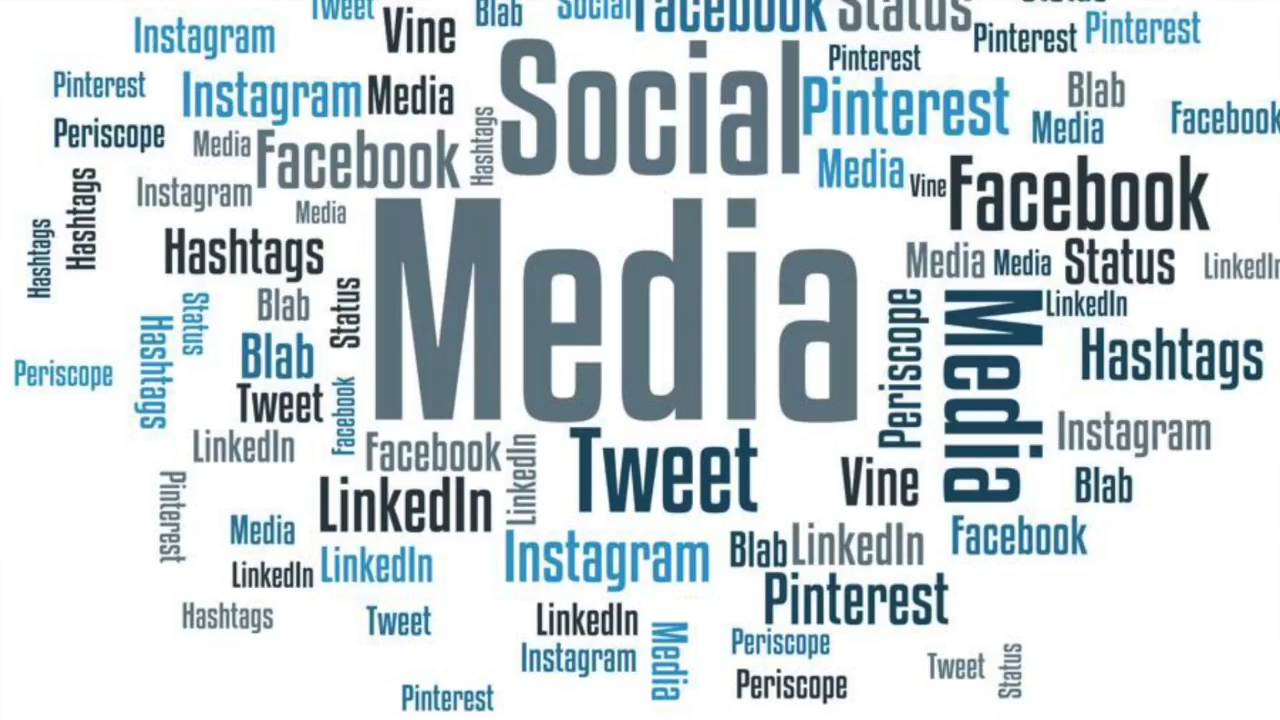 Tweet
Blab
Social
Facebook
Status
Instagram
Vine
Pinterest
Pinterest
Social
Pinterest
Pinterest
Instagram
Media
Pinterest
Blab
Periscope
Media
Facebook
Hashtags
Media
Media
Facebook
Instagram
Vine
Facebook
Hashtags
Hashtags
Media
Media
Hashtags
Media
Media
Status
LinkedIn
Blab
Status
Status
Periscope
Media
LinkedIn
Hashtags
Blab
Hashtags
Periscope
Tweet
Facebook
LinkedIn
Facebook
LinkedIn
Tweet
Instagram
Pinterest
LinkedIn
Vine
Blab
Media
LinkedIn
LinkedIn
Instagram
Blab
LinkedIn
Facebook
Pinterest
Hashtags
Tweet
LinkedIn
Instagram
Media
Periscope
Periscope
Tweet
Status
Pinterest